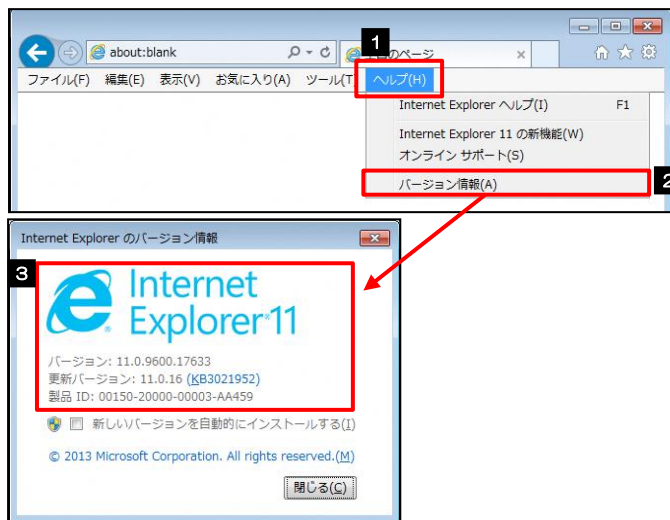 1
about:blank
のページ
ファイル(F) 編集(E) 表示(V) お気に入り(A) ツール(T ヘルプ(H)
Internet Explorer ヘルプ(I) F1
Internet Explorer 11 の新機能(W)
オンライン サポート(S)
バージョン情報(A)
2
Internet Explorer のバージョン情報
3
Internet
Explorer 11
バージョン: 11.0.9600.17633
更新バージョン: 11.0.16 (KB3021952)
製品 ID: 00150-20000-00003-AA459
新しいバージョンを自動的にインストールする(I)
© 2013 Microsoft Corporation. All rights reserved.(M)
閉じる(C)